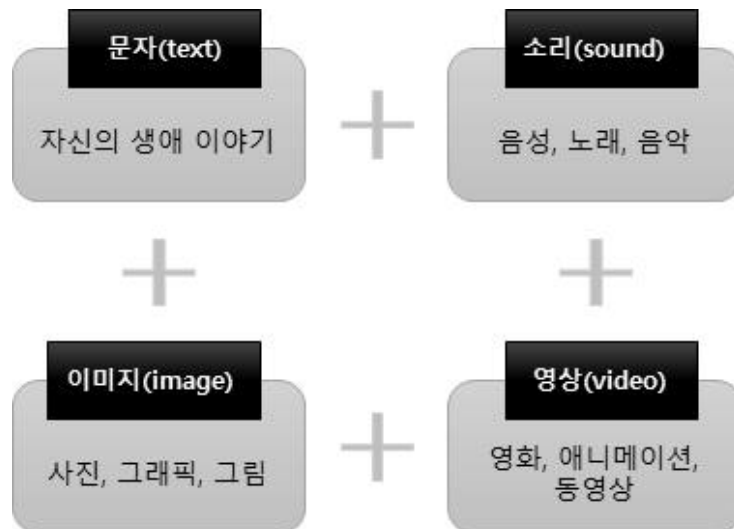 문자(text)
자신의 생애 이야기
소리(sound)
음성, 노래, 음악
이미지(image)
사진, 그래픽, 그림
영상(video)
영화, 애니메이션,
동영상